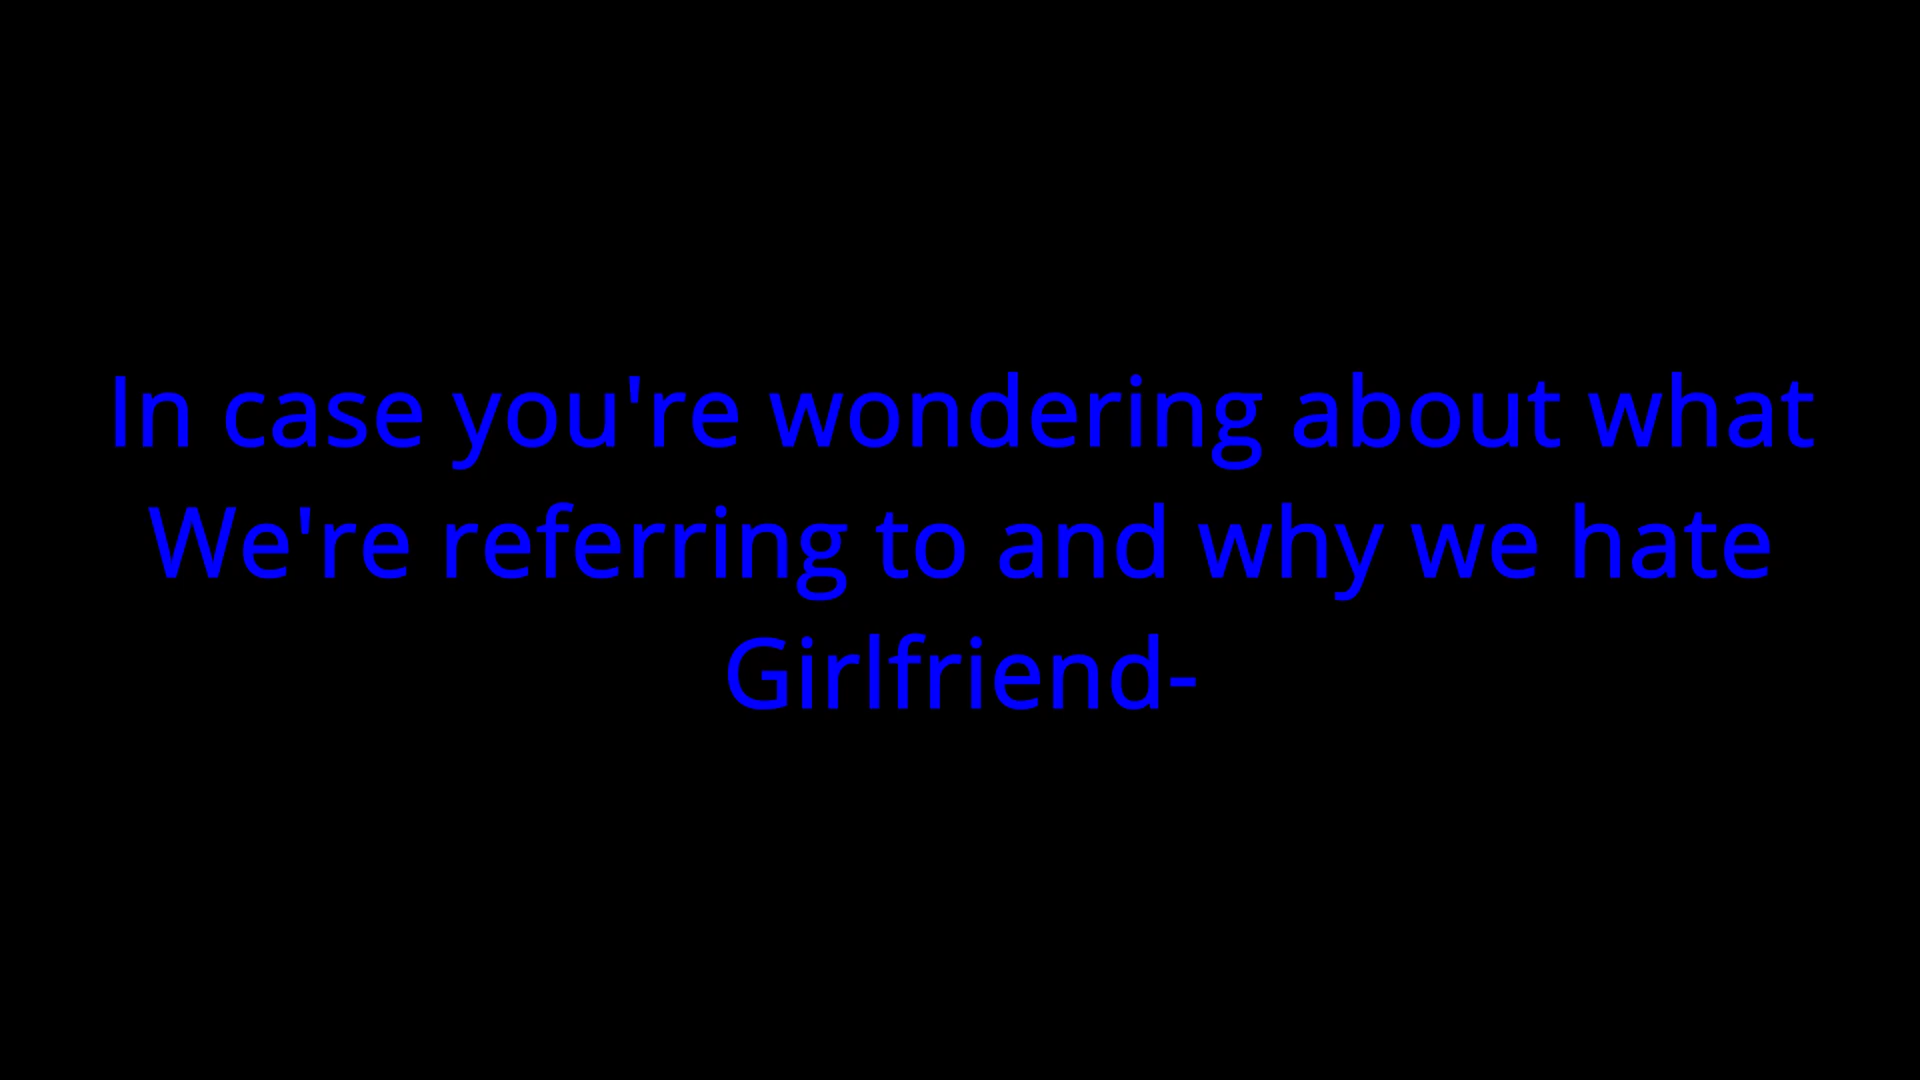 In case you're wondering about what
We're referring to and why we hate
Girlfriend-